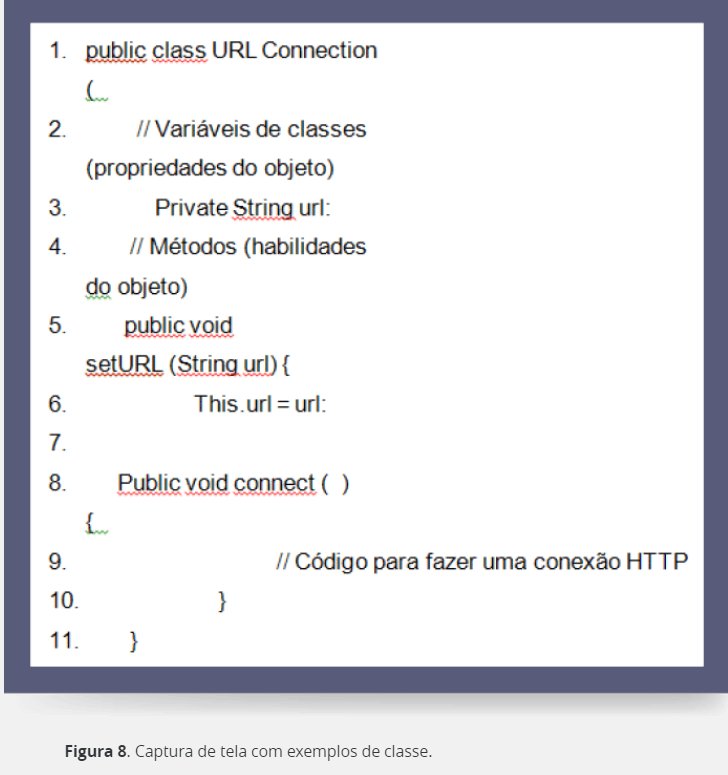 1. public class URL Connection
(
2. // Variáveis de classes
(propriedades do objeto)
3. Private String url:
4. // Métodos (habilidades
do objeto)
5. public void
setURL (String url) {
6. This.url = url:
7.
8. Public void connect ( )
{
9. // Código para fazer uma conexão HTTP
10. }
11. }
Figura 8. Captura de tela com exemplos de classe.